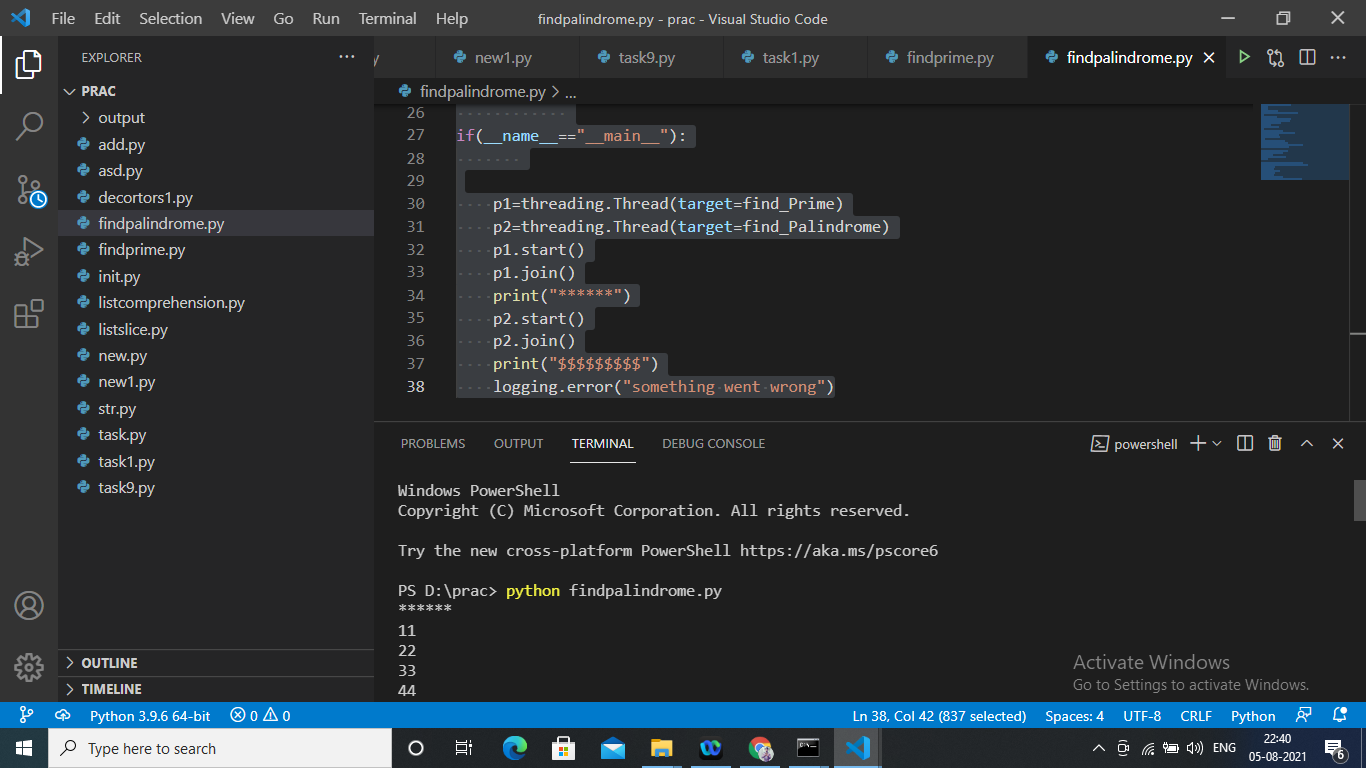 File Edit Selection View Go Run Terminal Help
findpalindrome.py - prac - Visual Studio Code
EXPLORER
PRAC
output
add.py
asd.py
decortors1.py
findpalindrome.py
findprime.py
init.py
listcomprehension.py
listslice.py
new.py
new1.py
str.py
task.py
task1.py
task9.py
OUTLINE
TIMELINE
y new1.py task9.py task1.py findprime.py findpalindrome.py
findpalindrome.py > ...
26
27 if(__name__=="__main__"):
28
29
30 p1=threading.Thread(target=find_Prime)
31 p2=threading.Thread(target=find_Palindrome)
32 p1.start()
33 p1.join()
34 print("******")
35 p2.start()
36 p2.join()
37 print("$$$$$$$$$")
38 logging.error("something went wrong")
PROBLEMS OUTPUT TERMINAL DEBUG CONSOLE
powershell
Windows PowerShell
Copyright (C) Microsoft Corporation. All rights reserved.
Try the new cross-platform PowerShell https://aka.ms/pscore6
PS D:\prac> python findpalindrome.py
******
11
22
33
44
Activate Windows
Go to Settings to activate Windows.
Python 3.9.6 64-bit 0 0 Ln 38, Col 42 (837 selected) Spaces: 4 UTF-8 CRLF Python
Type here to search
ENG
22:40
05-08-2021
6